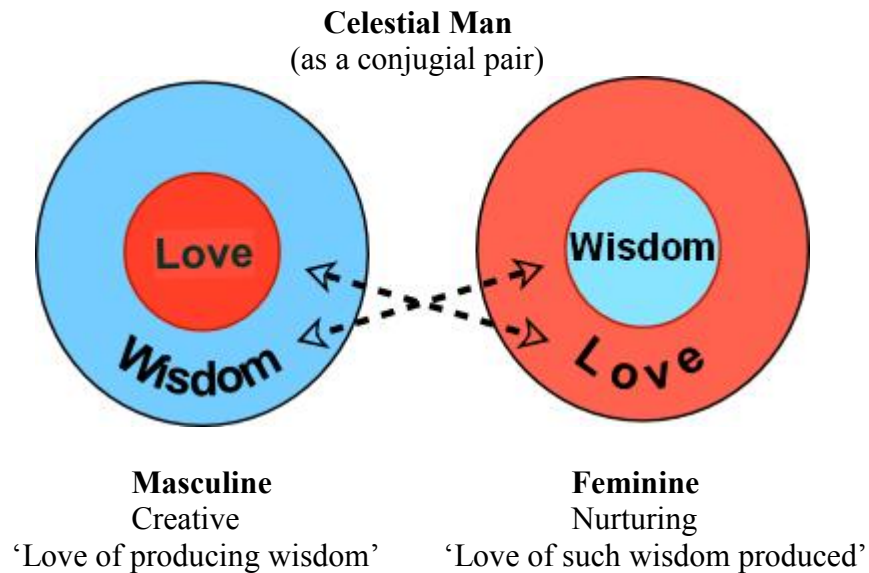 Celestial Man
(as a conjugial pair)
Love
Wisdom
Wisdom
Love
Masculine
Creative
‘Love of producing wisdom’
Feminine
Nurturing
‘Love of such wisdom produced’